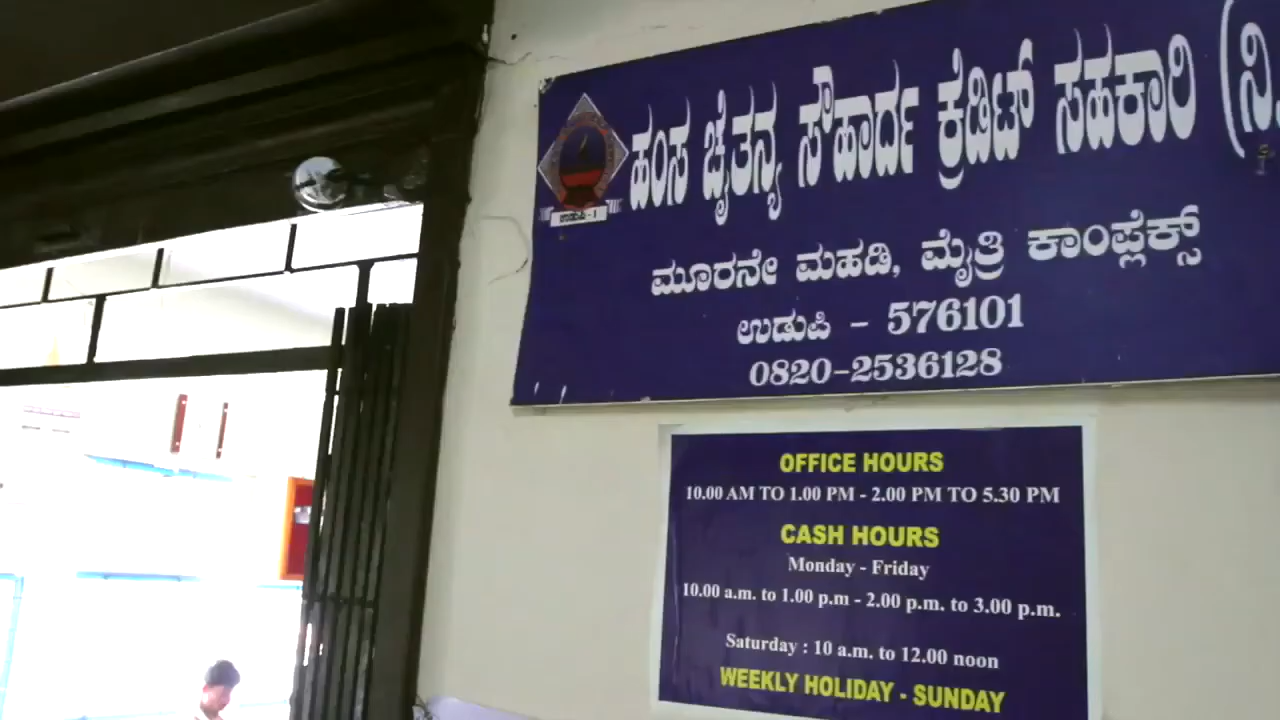 ಹಂಸ ಚೈತನ್ಯ ಸೌಹಾರ್ದ ಕ್ರೆಡಿಟ್ ಸಹಕಾರಿ (ನಿ.
ಉಡುಪಿ - 1
ಮೂರನೇ ಮಹಡಿ, ಮೈತ್ರಿ ಕಾಂಪ್ಲೆಕ್ಸ್
ಉಡುಪಿ - 576101
0820-2536128
OFFICE HOURS
10.00 AM TO 1.00 PM - 2.00 PM TO 5.30 PM
CASH HOURS
Monday - Friday
10.00 a.m. to 1.00 p.m - 2.00 p.m. to 3.00 p.m.
Saturday : 10 a.m. to 12.00 noon
WEEKLY HOLIDAY - SUNDAY